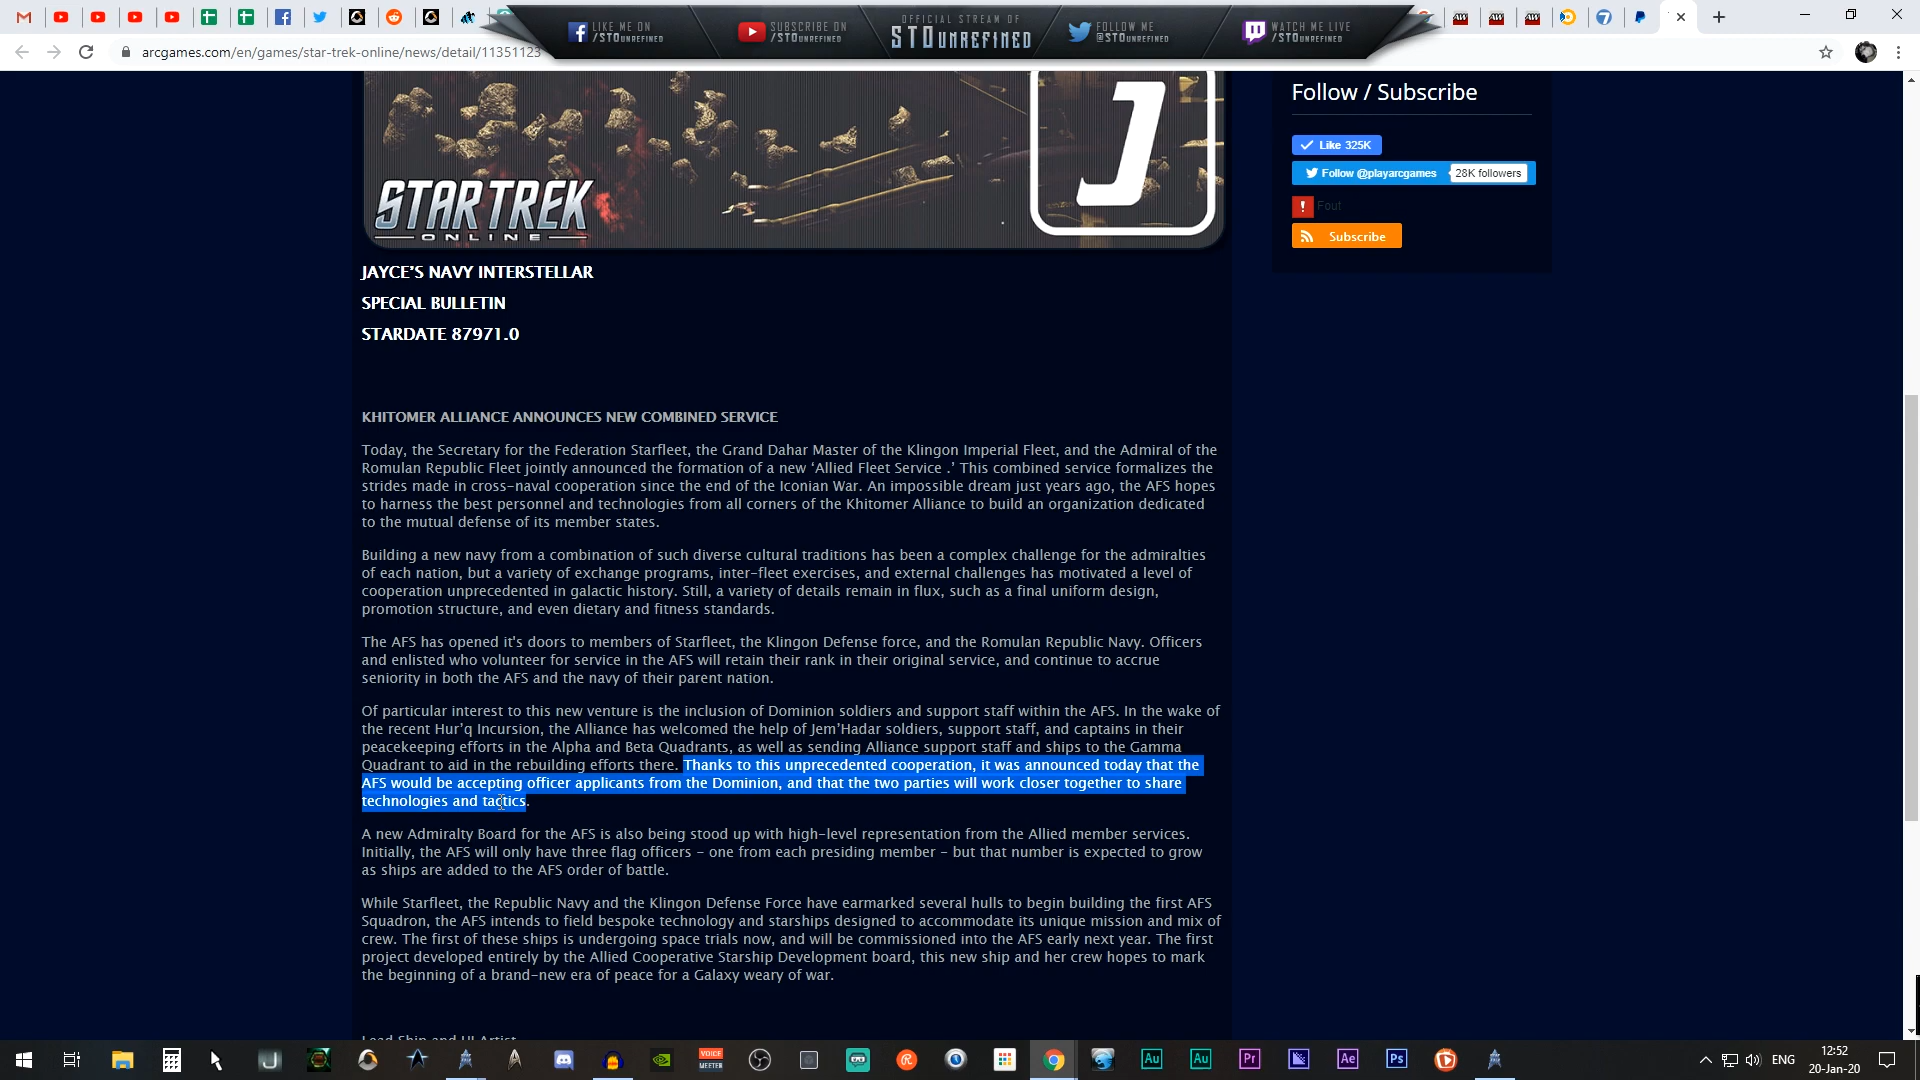 LIKE ME ON
/STOUNREFINED
SUBSCRIBE ON
/STOUNREFINED
OFFICIAL STREAM OF
STOUNREFINED
FOLLOW ME
@STOUNREFINED
WATCH ME LIVE
/STOUNREFINED
arcgames.com/en/games/star-trek-online/news/detail/11351123
STAR TREK
ONLINE
J
Follow / Subscribe
Like 325K
Follow @playarcgames
28K followers
Fout
Subscribe
JAYCE’S NAVY INTERSTELLAR
SPECIAL BULLETIN
STARDATE 87971.0
KHITOMER ALLIANCE ANNOUNCES NEW COMBINED SERVICE
Today, the Secretary for the Federation Starfleet, the Grand Dahar Master of the Klingon Imperial Fleet, and the Admiral of the
Romulan Republic Fleet jointly announced the formation of a new ‘Allied Fleet Service .’ This combined service formalizes the
strides made in cross-naval cooperation since the end of the Iconian War. An impossible dream just years ago, the AFS hopes
to harness the best personnel and technologies from all corners of the Khitomer Alliance to build an organization dedicated
to the mutual defense of its member states.
Building a new navy from a combination of such diverse cultural traditions has been a complex challenge for the admiralties
of each nation, but a variety of exchange programs, inter-fleet exercises, and external challenges has motivated a level of
cooperation unprecedented in galactic history. Still, a variety of details remain in flux, such as a final uniform design,
promotion structure, and even dietary and fitness standards.
The AFS has opened it's doors to members of Starfleet, the Klingon Defense force, and the Romulan Republic Navy. Officers
and enlisted who volunteer for service in the AFS will retain their rank in their original service, and continue to accrue
seniority in both the AFS and the navy of their parent nation.
Of particular interest to this new venture is the inclusion of Dominion soldiers and support staff within the AFS. In the wake of
the recent Hur’q Incursion, the Alliance has welcomed the help of Jem’Hadar soldiers, support staff, and captains in their
peacekeeping efforts in the Alpha and Beta Quadrants, as well as sending Alliance support staff and ships to the Gamma
Quadrant to aid in the rebuilding efforts there. Thanks to this unprecedented cooperation, it was announced today that the
AFS would be accepting officer applicants from the Dominion, and that the two parties will work closer together to share
technologies and tactics.
A new Admiralty Board for the AFS is also being stood up with high-level representation from the Allied member services.
Initially, the AFS will only have three flag officers - one from each presiding member - but that number is expected to grow
as ships are added to the AFS order of battle.
While Starfleet, the Republic Navy and the Klingon Defense Force have earmarked several hulls to begin building the first AFS
Squadron, the AFS intends to field bespoke technology and starships designed to accommodate its unique mission and mix of
crew. The first of these ships is undergoing space trials now, and will be commissioned into the AFS early next year. The first
project developed entirely by the Allied Cooperative Starship Development board, this new ship and her crew hopes to mark
the beginning of a brand-new era of peace for a Galaxy weary of war.
Lead Ship and UI Artist
VOICE
MEETER
Au
Au
Pr
Ae
Ps
ENG
12:52
20-Jan-20